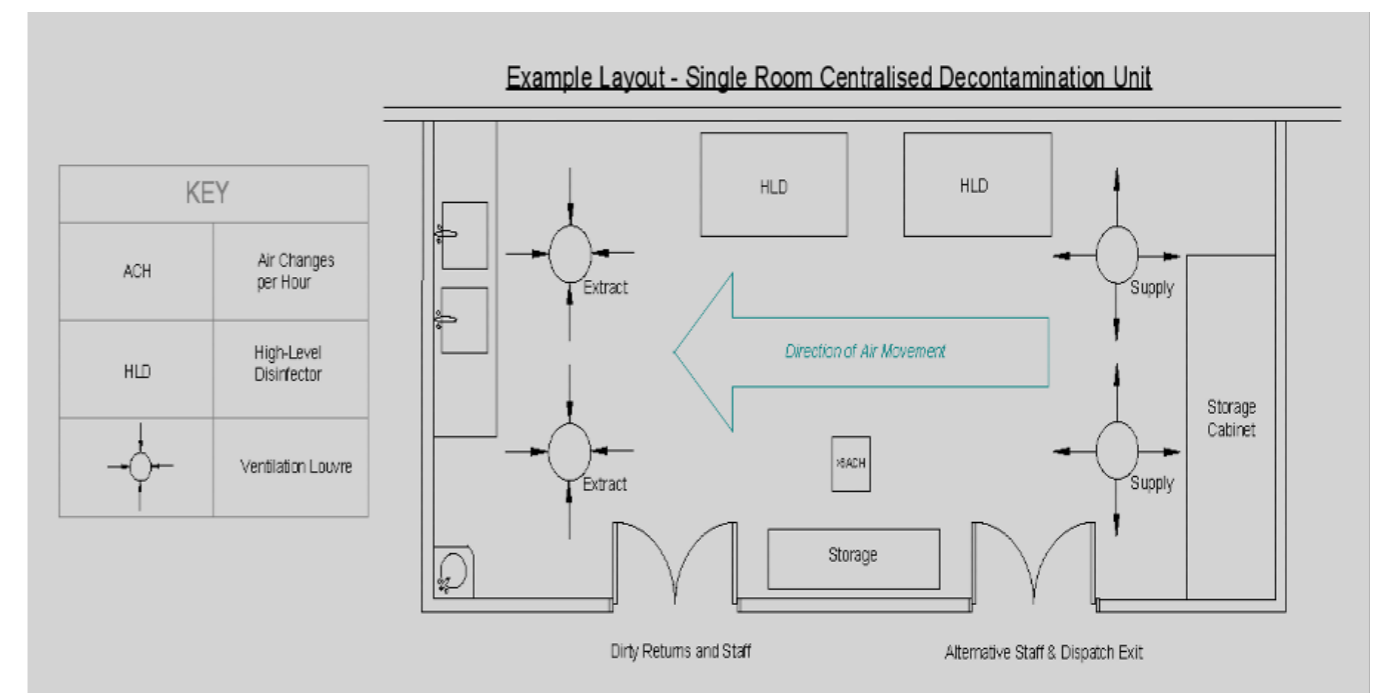 Example Layout - Single Room Centralised Decontamination Unit
KEY
ACH
Air Changes
per Hour
HLD
High-Level
Disinfector
Ventilation Louvre
HLD
HLD
Extract
Supply
Direction of Air Movement
Storage
Cabinet
>6ACH
Extract
Supply
Storage
Dirty Returns and Staff
Alternative Staff & Dispatch Exit